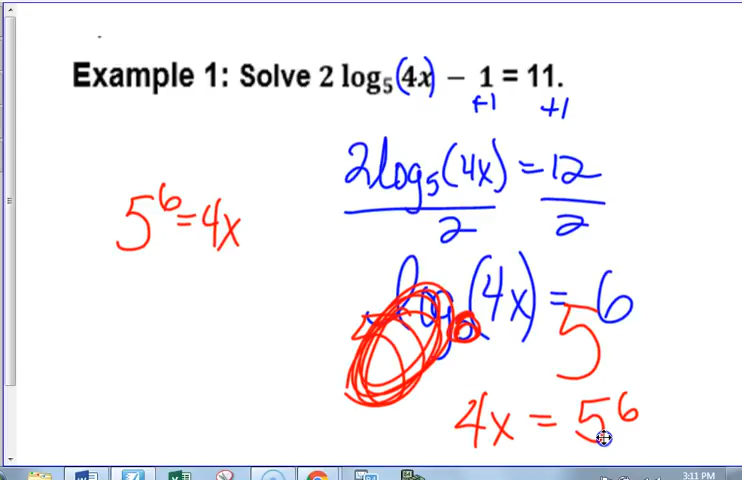 Example 1: Solve 2 log₅(4x) − 1 = 11.
+1 +1
2log₅(4x) = 12
2 2
5⁶ = 4x
log (4x) = 6
5
4x = 5⁶
3:11 PM